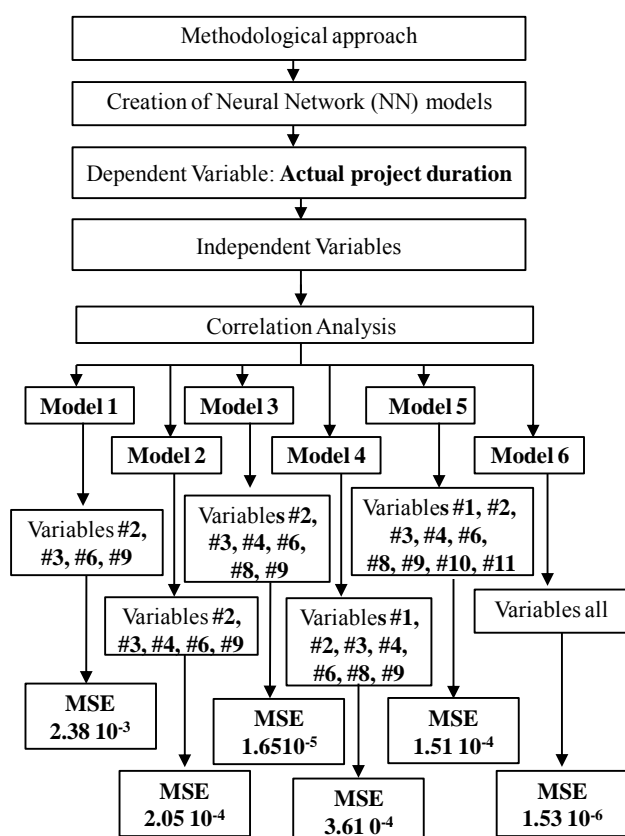 Methodological approach
Creation of Neural Network (NN) models
Dependent Variable: Actual project duration
Independent Variables
Correlation Analysis
Model 1
Model 3
Model 5
Model 2
Model 4
Model 6
Variables #2,
#3, #6, #9
Variables #2,
#3, #4, #6,
#8, #9
Variables #1, #2,
#3, #4, #6,
#8, #9, #10, #11
Variables #2,
#3, #4, #6, #9
Variables #1,
#2, #3, #4,
#6, #8, #9
Variables all
MSE
2.38 10⁻³
MSE
1.6510⁻⁵
MSE
1.51 10⁻⁴
MSE
2.05 10⁻⁴
MSE
3.61 0⁻⁴
MSE
1.53 10⁻⁶